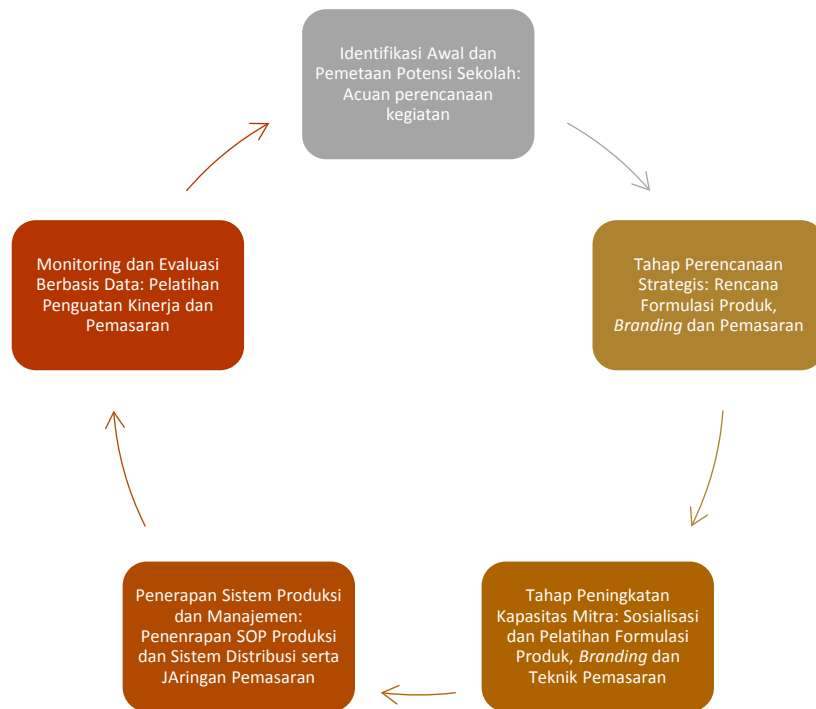 Identifikasi Awal dan
Pemetaan Potensi Sekolah:
Acuan perencanaan
kegiatan
Tahap Perencanaan
Strategis: Rencana
Formulasi Produk,
Branding dan Pemasaran
Tahap Peningkatan
Kapasitas Mitra: Sosialisasi
dan Pelatihan Formulasi
Produk, Branding dan
Teknik Pemasaran
Penerapan Sistem Produksi
dan Manajemen:
Penenrapan SOP Produksi
dan Sistem Distribusi serta
JAringan Pemasaran
Monitoring dan Evaluasi
Berbasis Data: Pelatihan
Penguatan Kinerja dan
Pemasaran